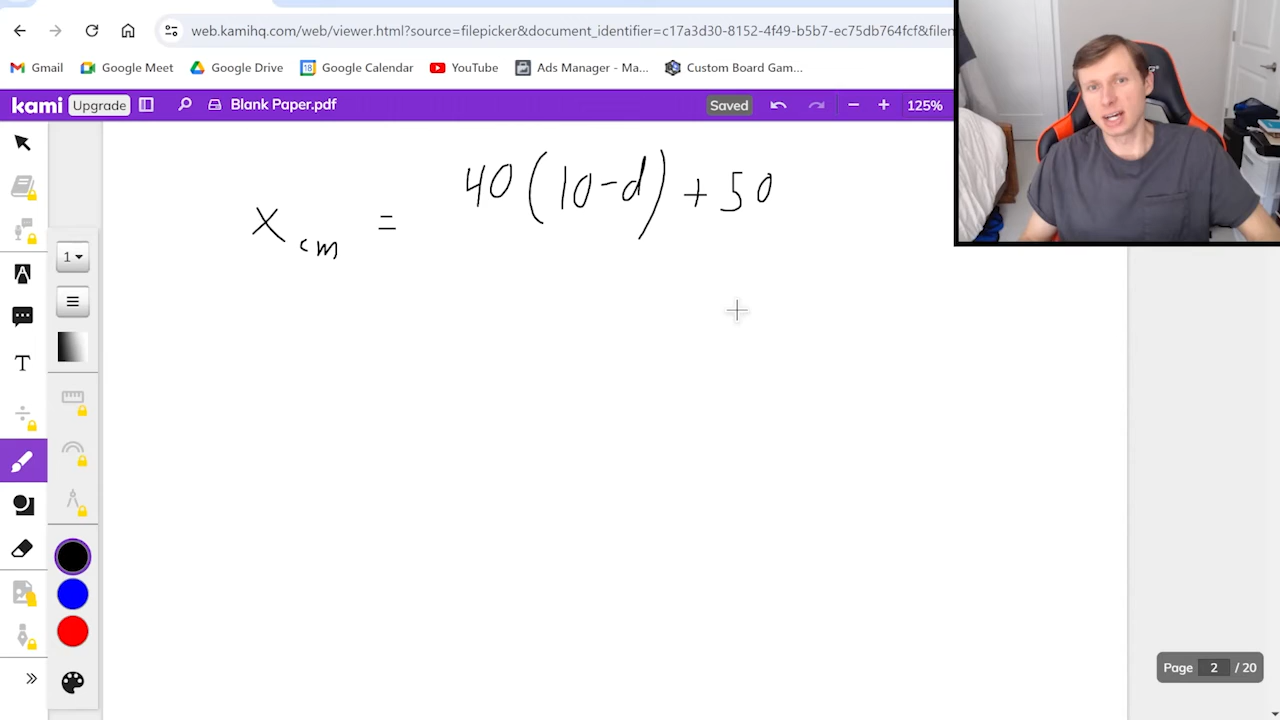 web.kamihq.com/web/viewer.html?source=filepicker&document_identifier=c17a3d30-8152-4f49-b5b7-ec75db764fcf&filen
Gmail Google Meet Google Drive 18 Google Calendar YouTube Ads Manager - Ma... Custom Board Gam...
kami Upgrade Blank Paper.pdf Saved 125%
40(10-d)+50
X cm =
1
T
Page 2 / 20